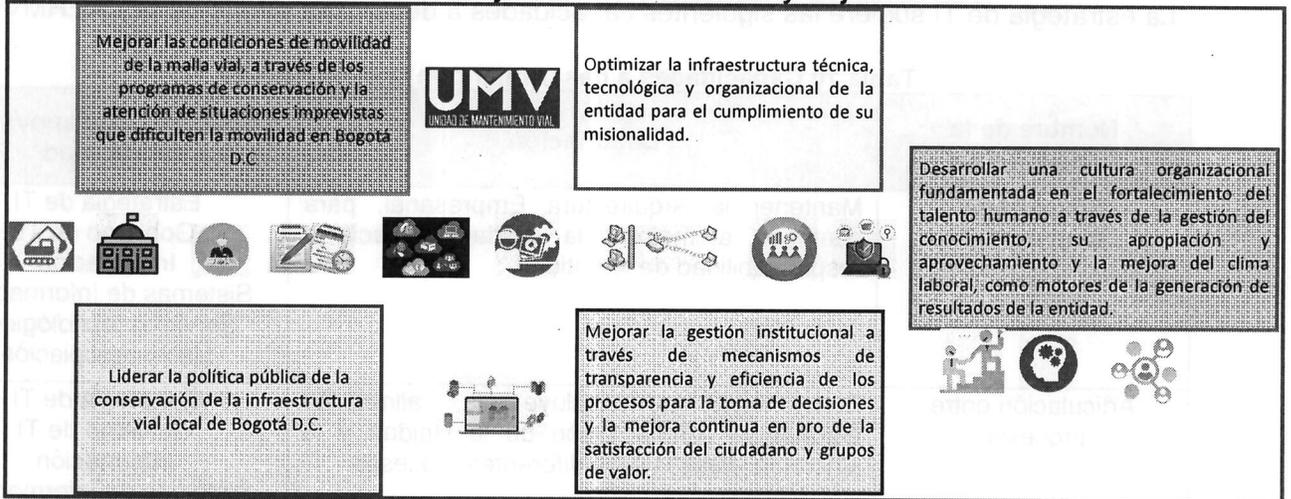 Mejorar las condiciones de movilidad
de la malla vial, a través de los
programas de conservación y la
atención de situaciones imprevistas
que dificulten la movilidad en Bogotá
D.C.
UMV
UNIDAD DE MANTENIMIENTO VIAL
Optimizar la infraestructura técnica,
tecnológica y organizacional de la
entidad para el cumplimiento de su
misionalidad.
Desarrollar una cultura organizacional
fundamentada en el fortalecimiento del
talento humano a través de la gestión del
conocimiento, su apropiación y
aprovechamiento y la mejora del clima
laboral, como motores de la generación de
resultados de la entidad.
Liderar la política pública de la
conservación de la infraestructura
vial local de Bogotá D.C.
Mejorar la gestión institucional a
través de mecanismos de
transparencia y eficiencia de los
procesos para la toma de decisiones
y la mejora continua en pro de la
satisfacción del ciudadano y grupos
de valor.